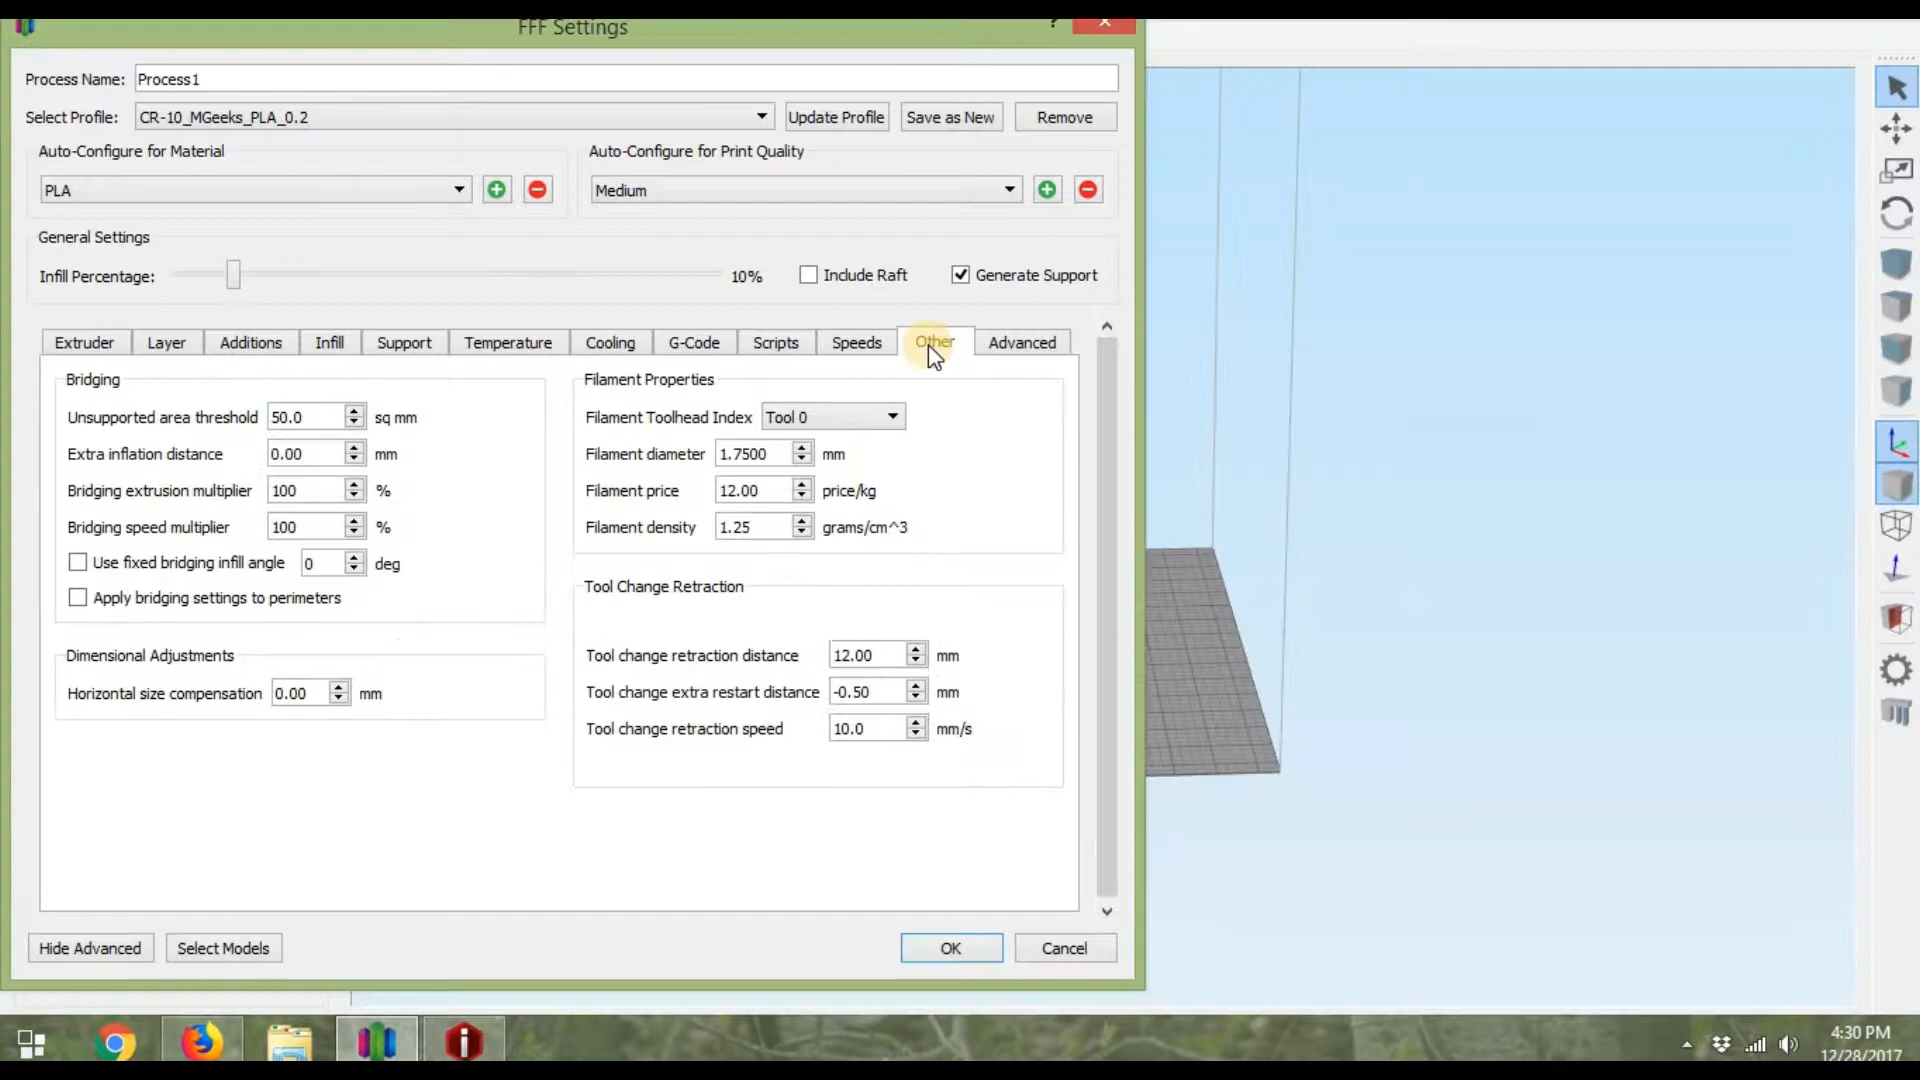 FFF Settings
?
Process Name: Process1
Select Profile: CR-10_MGeeks_PLA_0.2 Update Profile Save as New Remove
Auto-Configure for Material Auto-Configure for Print Quality
PLA Medium
General Settings
Infill Percentage: 10% Include Raft Generate Support
Extruder Layer Additions Infill Support Temperature Cooling G-Code Scripts Speeds Other Advanced
Bridging
Unsupported area threshold 50.0 sq mm
Extra inflation distance 0.00 mm
Bridging extrusion multiplier 100 %
Bridging speed multiplier 100 %
Use fixed bridging infill angle 0 deg
Apply bridging settings to perimeters
Dimensional Adjustments
Horizontal size compensation 0.00 mm
Filament Properties
Filament Toolhead Index Tool 0
Filament diameter 1.7500 mm
Filament price 12.00 price/kg
Filament density 1.25 grams/cm^3
Tool Change Retraction
Tool change retraction distance 12.00 mm
Tool change extra restart distance -0.50 mm
Tool change retraction speed 10.0 mm/s
Hide Advanced Select Models OK Cancel
4:30 PM
12/28/2017